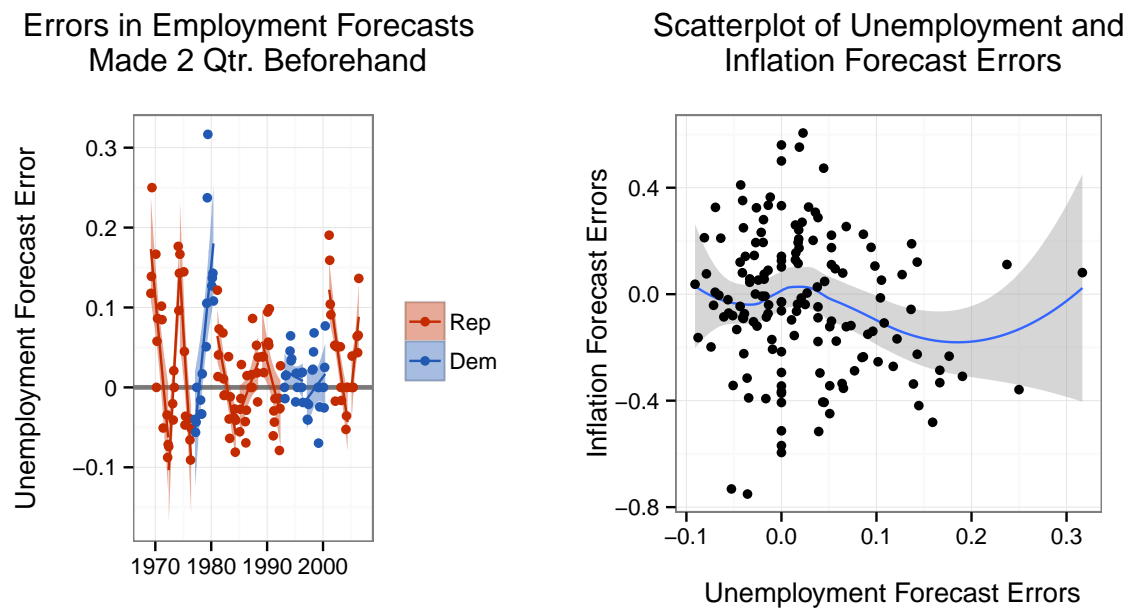 Errors in Employment Forecasts
Made 2 Qtr. Beforehand
Unemployment Forecast Error
0.3
0.2
0.1
0
−0.1
1970 1980 1990 2000
Rep
Dem
Scatterplot of Unemployment and
Inflation Forecast Errors
Inflation Forecast Errors
0.4
0.0
−0.4
−0.8
−0.1 0.0 0.1 0.2 0.3
Unemployment Forecast Errors